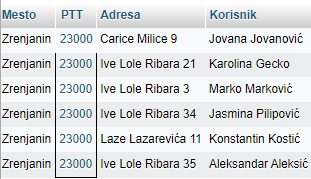 Mesto PTT Adresa Korisnik
Zrenjanin 23000 Carice Milice 9 Jovana Jovanović
Zrenjanin 23000 Ive Lole Ribara 21 Karolina Gecko
Zrenjanin 23000 Ive Lole Ribara 3 Marko Marković
Zrenjanin 23000 Ive Lole Ribara 34 Jasmina Pilipović
Zrenjanin 23000 Laze Lazarevića 11 Konstantin Kostić
Zrenjanin 23000 Ive Lole Ribara 35 Aleksandar Aleksić